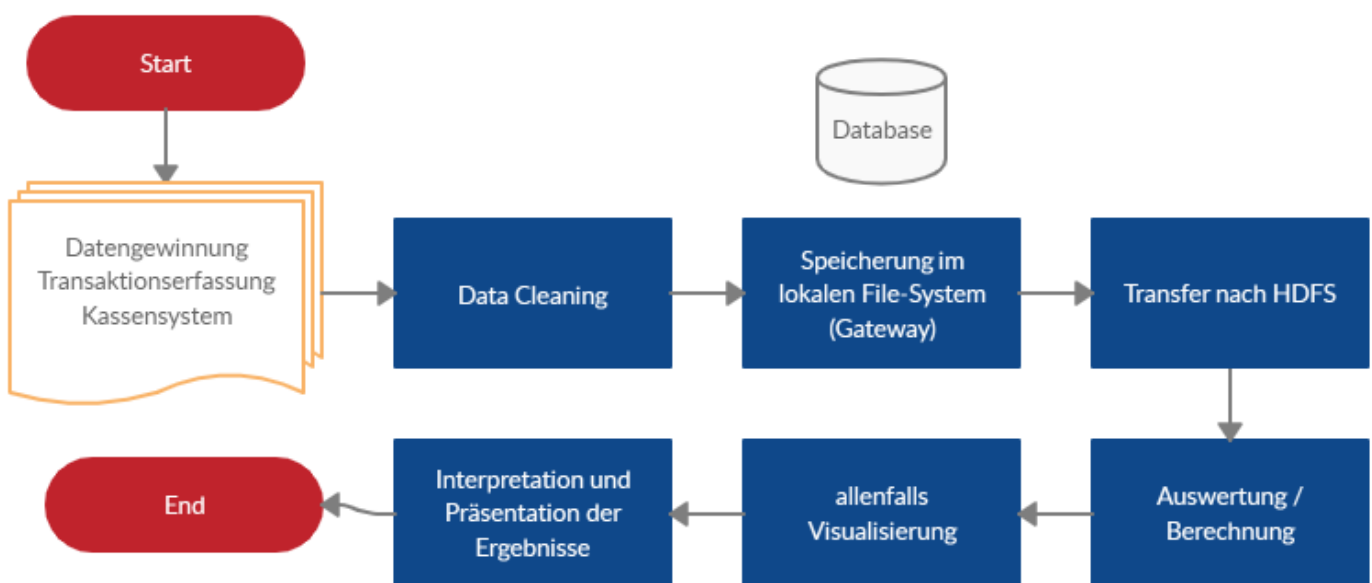 Start
Database
Datengewinnung
Transaktionserfassung
Kassensystem
Data Cleaning
Speicherung im
lokalen File-System
(Gateway)
Transfer nach HDFS
Auswertung /
Berechnung
allenfalls
Visualisierung
Interpretation und
Präsentation der
Ergebnisse
End